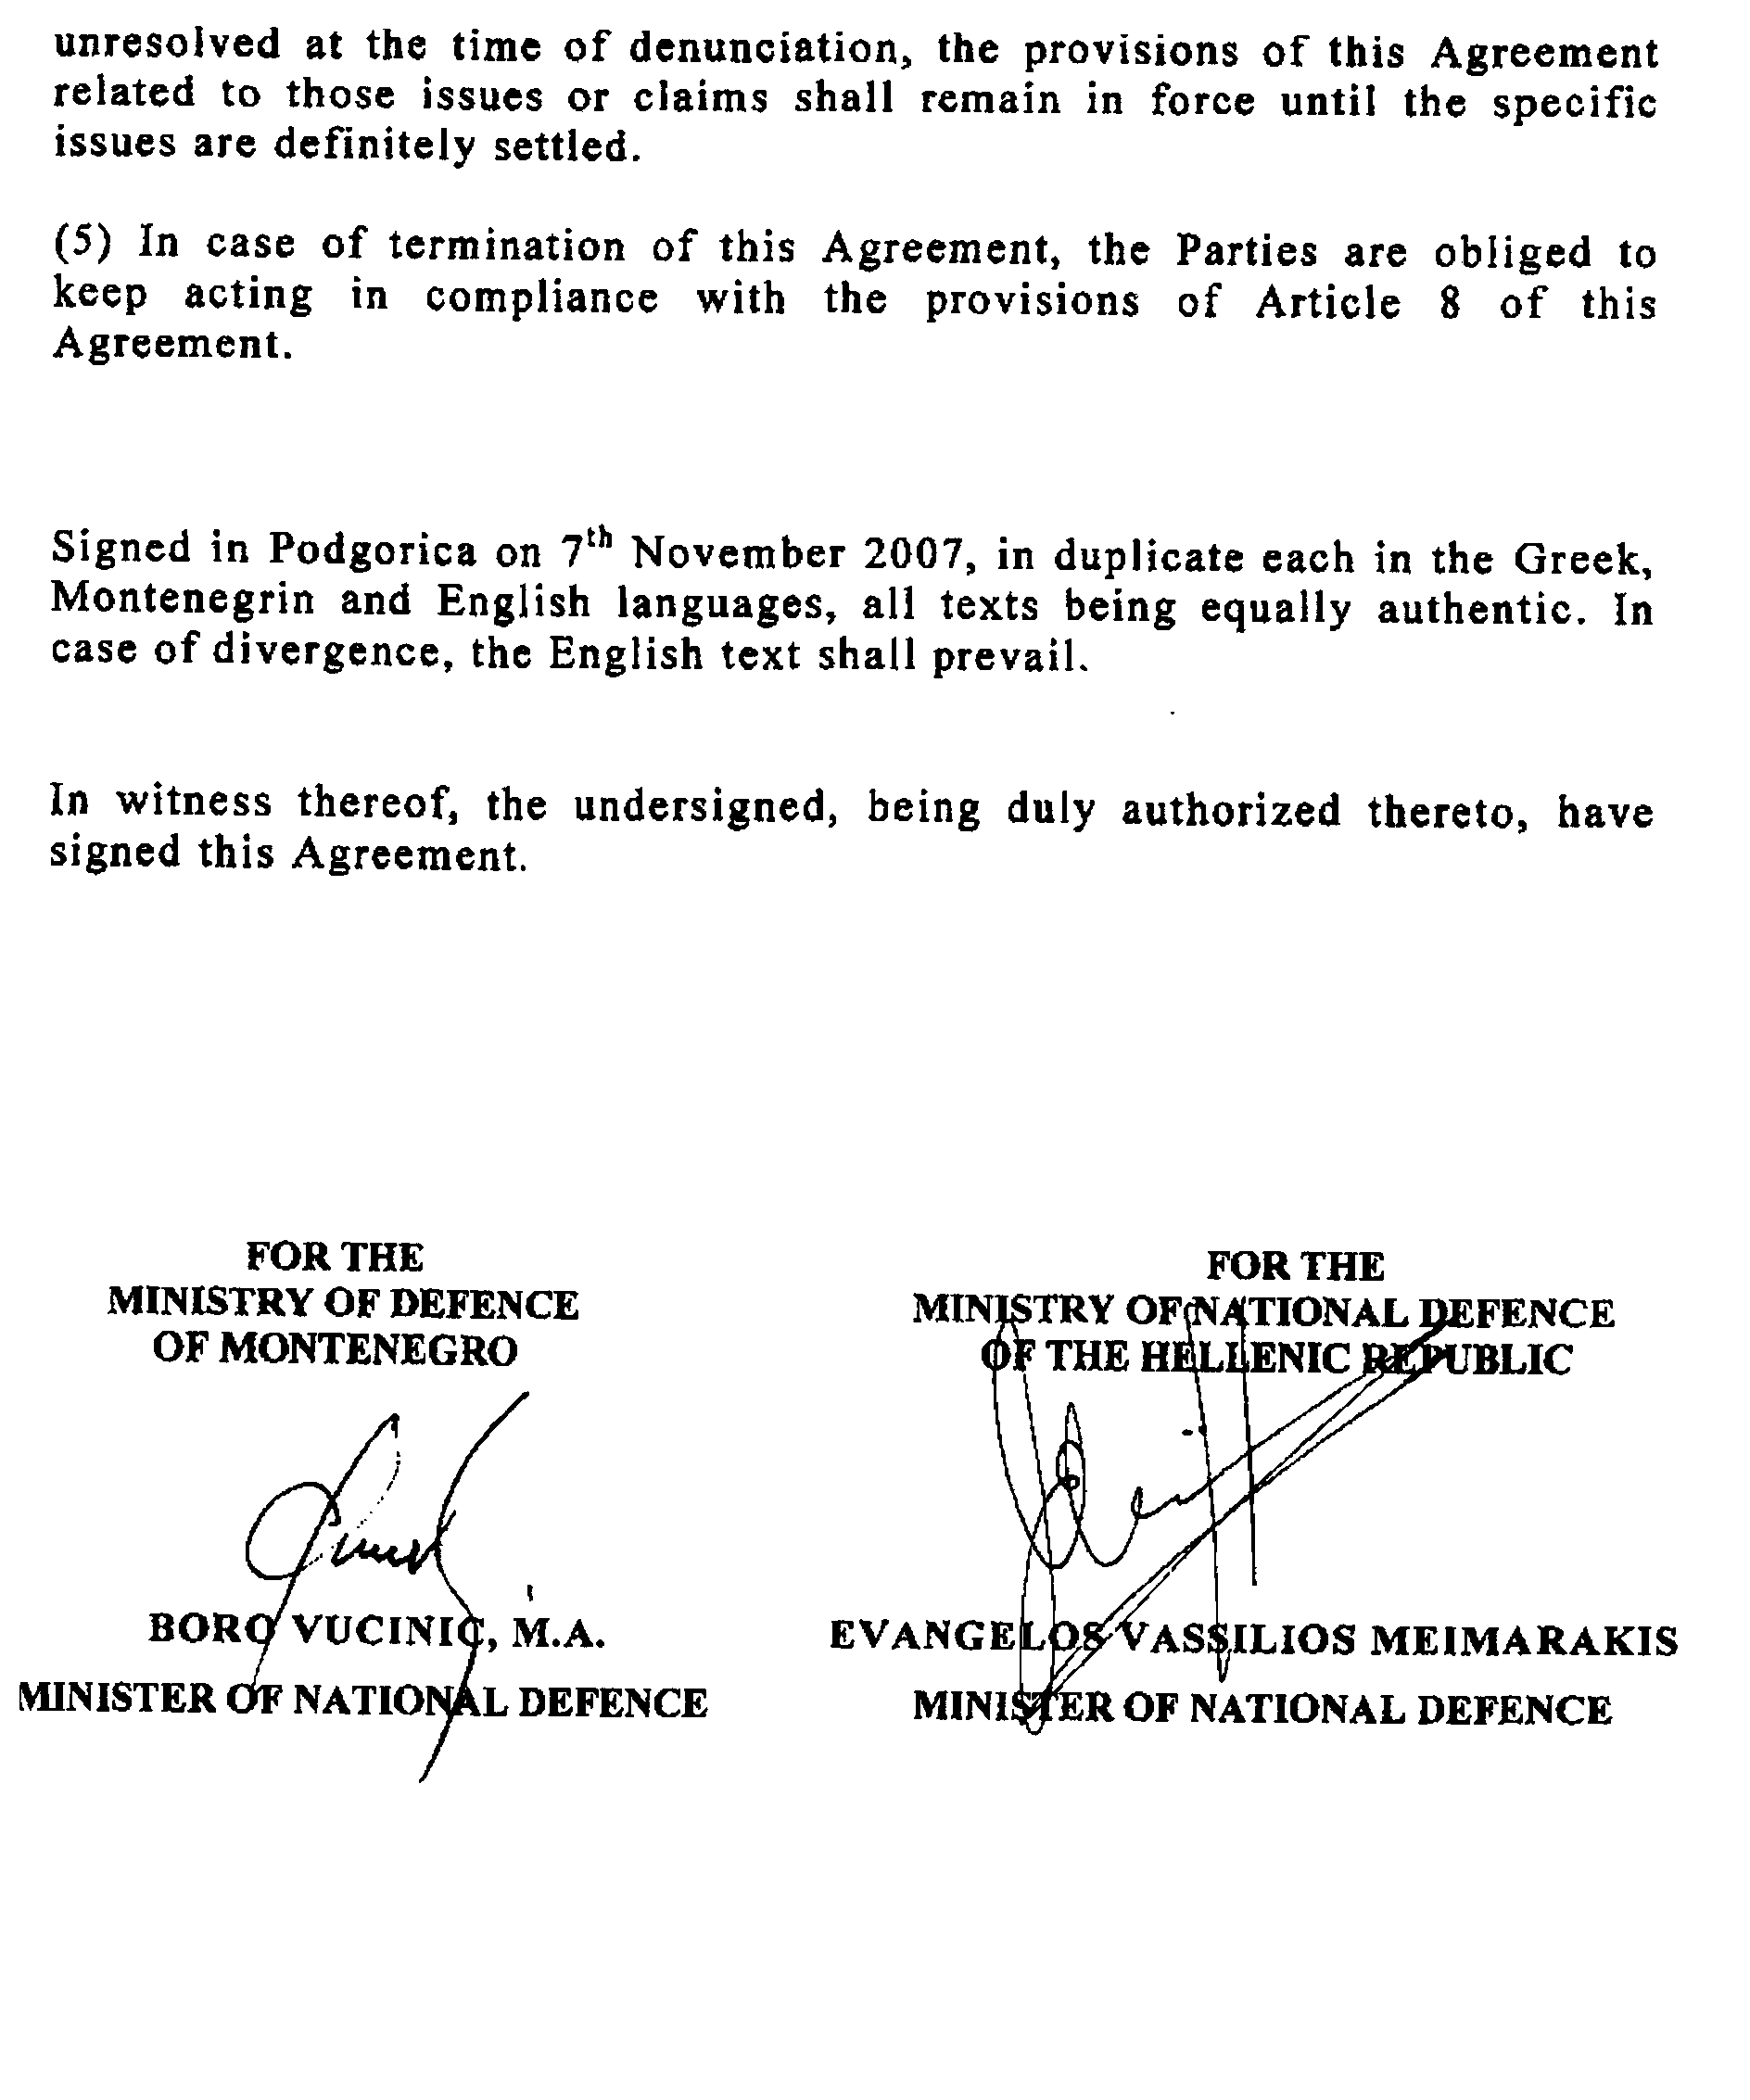 unresolved at the time of denunciation, the provisions of this Agreement
related to those issues or claims shall remain in force until the specific
issues are definitely settled.
(5) In case of termination of this Agreement, the Parties are obliged to
keep acting in compliance with the provisions of Article 8 of this
Agreement.
Signed in Podgorica on 7th November 2007, in duplicate each in the Greek,
Montenegrin and English languages, all texts being equally authentic. In
case of divergence, the English text shall prevail.
In witness thereof, the undersigned, being duly authorized thereto, have
signed this Agreement.
FOR THE
MINISTRY OF DEFENCE
OF MONTENEGRO
BORO VUCINIC, M.A.
MINISTER OF NATIONAL DEFENCE
FOR THE
MINISTRY OF NATIONAL DEFENCE
OF THE HELLENIC REPUBLIC
EVANGELOS VASSILIOS MEIMARAKIS
MINISTER OF NATIONAL DEFENCE